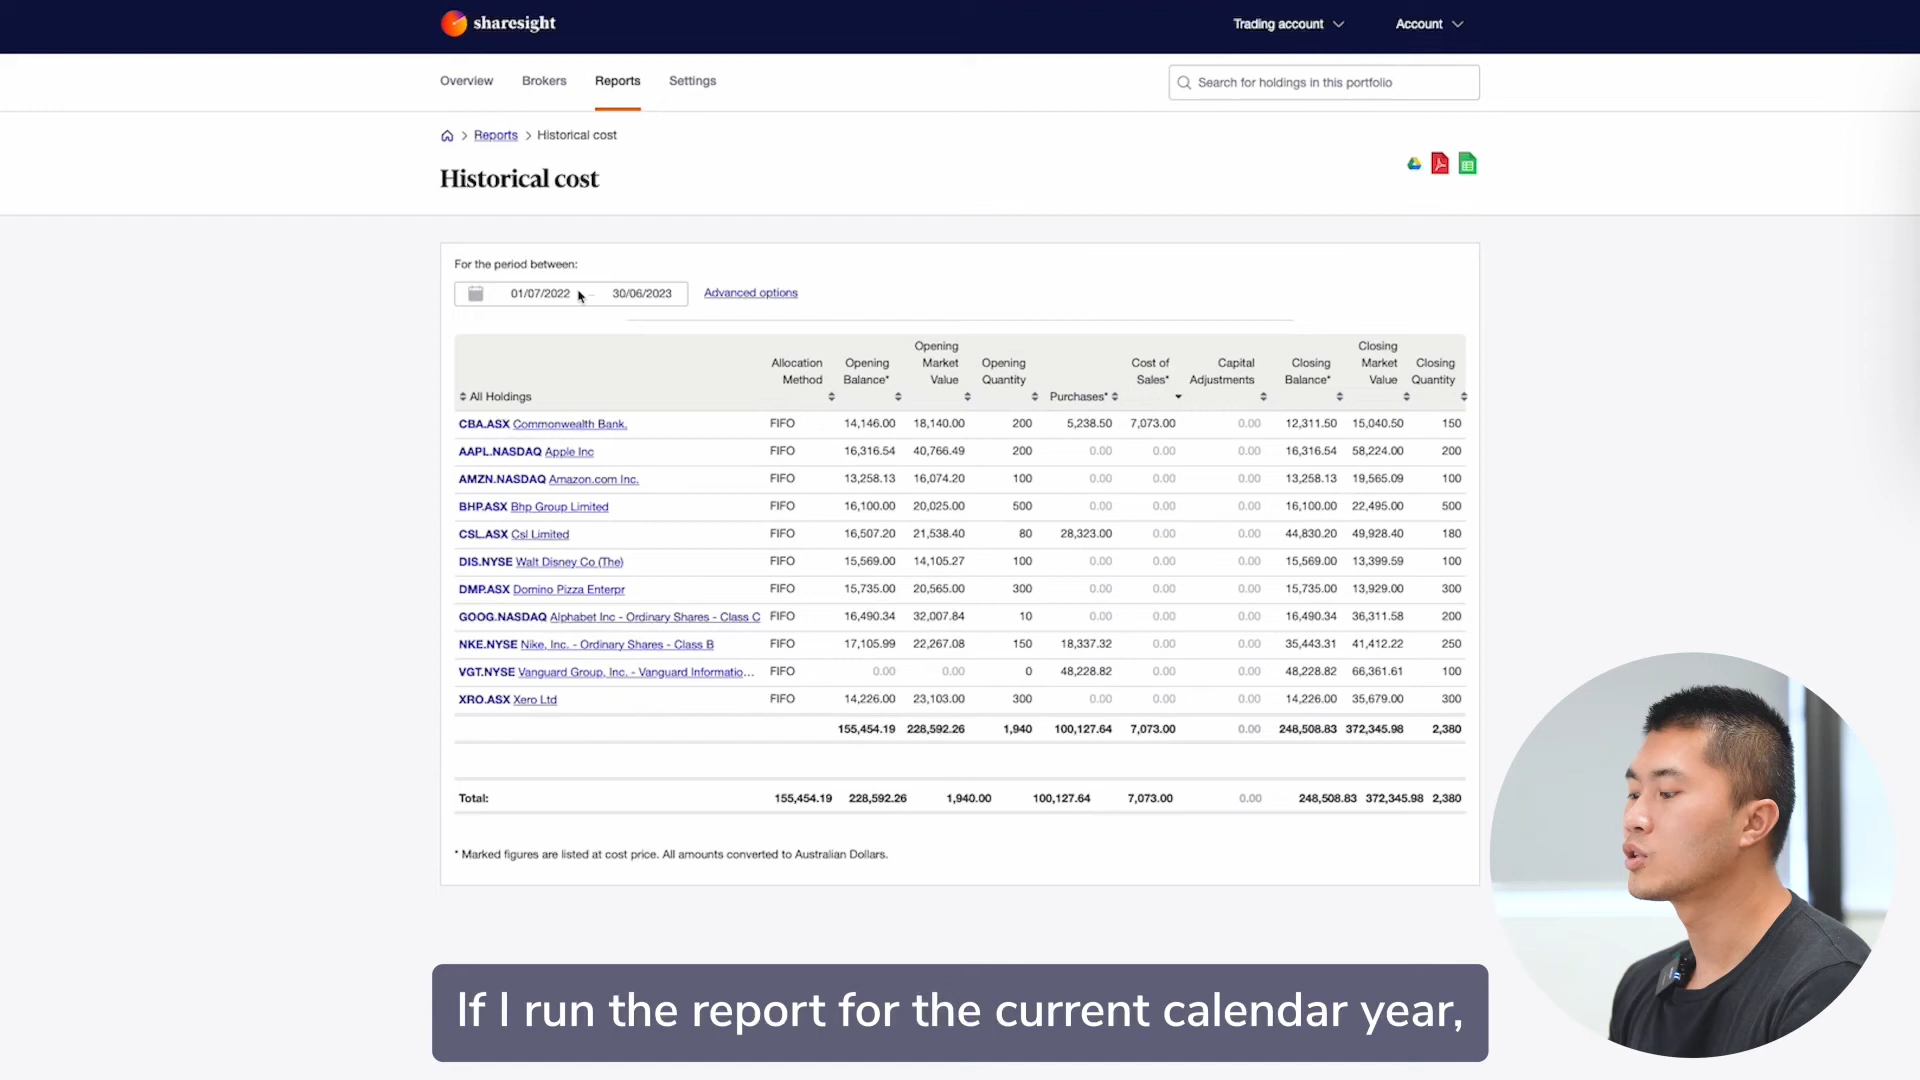 sharesight
Trading account
Account
Overview Brokers Reports Settings
Search for holdings in this portfolio
Reports > Historical cost
Historical cost
For the period between:
01/07/2022 – 30/06/2023 Advanced options
All Holdings Allocation Method Opening Balance* Opening Market Value Opening Quantity Purchases* Cost of Sales* Capital Adjustments Closing Balance* Closing Market Value Closing Quantity
CBA.ASX Commonwealth Bank. FIFO 14,146.00 18,140.00 200 5,238.50 7,073.00 0.00 12,311.50 15,040.50 150
AAPL.NASDAQ Apple Inc FIFO 16,316.54 40,766.49 200 0.00 0.00 0.00 16,316.54 58,224.00 200
AMZN.NASDAQ Amazon.com Inc. FIFO 13,258.13 16,074.20 100 0.00 0.00 0.00 13,258.13 19,565.09 100
BHP.ASX Bhp Group Limited FIFO 16,100.00 20,025.00 500 0.00 0.00 0.00 16,100.00 22,495.00 500
CSL.ASX Csl Limited FIFO 16,507.20 21,538.40 80 28,323.00 0.00 0.00 44,830.20 49,928.40 180
DIS.NYSE Walt Disney Co (The) FIFO 15,569.00 14,105.27 100 0.00 0.00 0.00 15,569.00 13,399.59 100
DMP.ASX Domino Pizza Enterpr FIFO 15,735.00 20,565.00 300 0.00 0.00 0.00 15,735.00 13,929.00 300
GOOG.NASDAQ Alphabet Inc - Ordinary Shares - Class C FIFO 16,490.34 32,007.84 10 0.00 0.00 0.00 16,490.34 36,311.58 200
NKE.NYSE Nike, Inc. - Ordinary Shares - Class B FIFO 17,105.99 22,267.08 150 18,337.32 0.00 0.00 35,443.31 41,412.22 250
VGT.NYSE Vanguard Group, Inc. - Vanguard Informatio... FIFO 0.00 0.00 0 48,228.82 0.00 0.00 48,228.82 66,361.61 100
XRO.ASX Xero Ltd FIFO 14,226.00 23,103.00 300 0.00 0.00 0.00 14,226.00 35,679.00 300
155,454.19 228,592.26 1,940 100,127.64 7,073.00 0.00 248,508.83 372,345.98 2,380
Total: 155,454.19 228,592.26 1,940.00 100,127.64 7,073.00 0.00 248,508.83 372,345.98 2,380
* Marked figures are listed at cost price. All amounts converted to Australian Dollars.
If I run the report for the current calendar year,